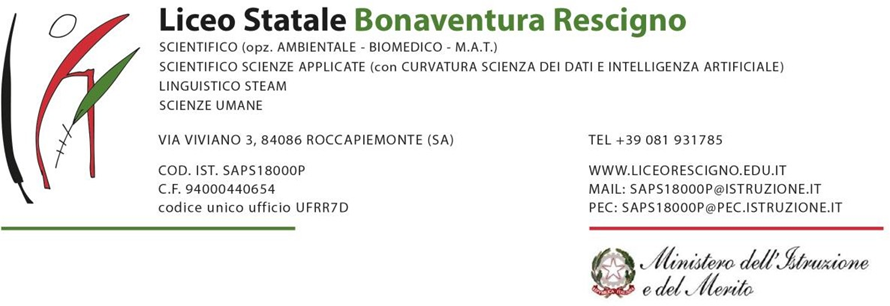 Liceo Statale Bonaventura Rescigno
SCIENTIFICO (opz. AMBIENTALE - BIOMEDICO - M.A.T.)
SCIENTIFICO SCIENZE APPLICATE (con CURVATURA SCIENZA DEI DATI E INTELLIGENZA ARTIFICIALE)
LINGUISTICO STEAM
SCIENZE UMANE
VIA VIVIANO 3, 84086 ROCCAPIEMONTE (SA)
TEL +39 081 931785
COD. IST. SAPS18000P
C.F. 94000440654
codice unico ufficio UFRR7D
WWW.LICEORESCIGNO.EDU.IT
MAIL: SAPS18000P@ISTRUZIONE.IT
PEC: SAPS18000P@PEC.ISTRUZIONE.IT
Ministero dell'Istruzione
e del Merito